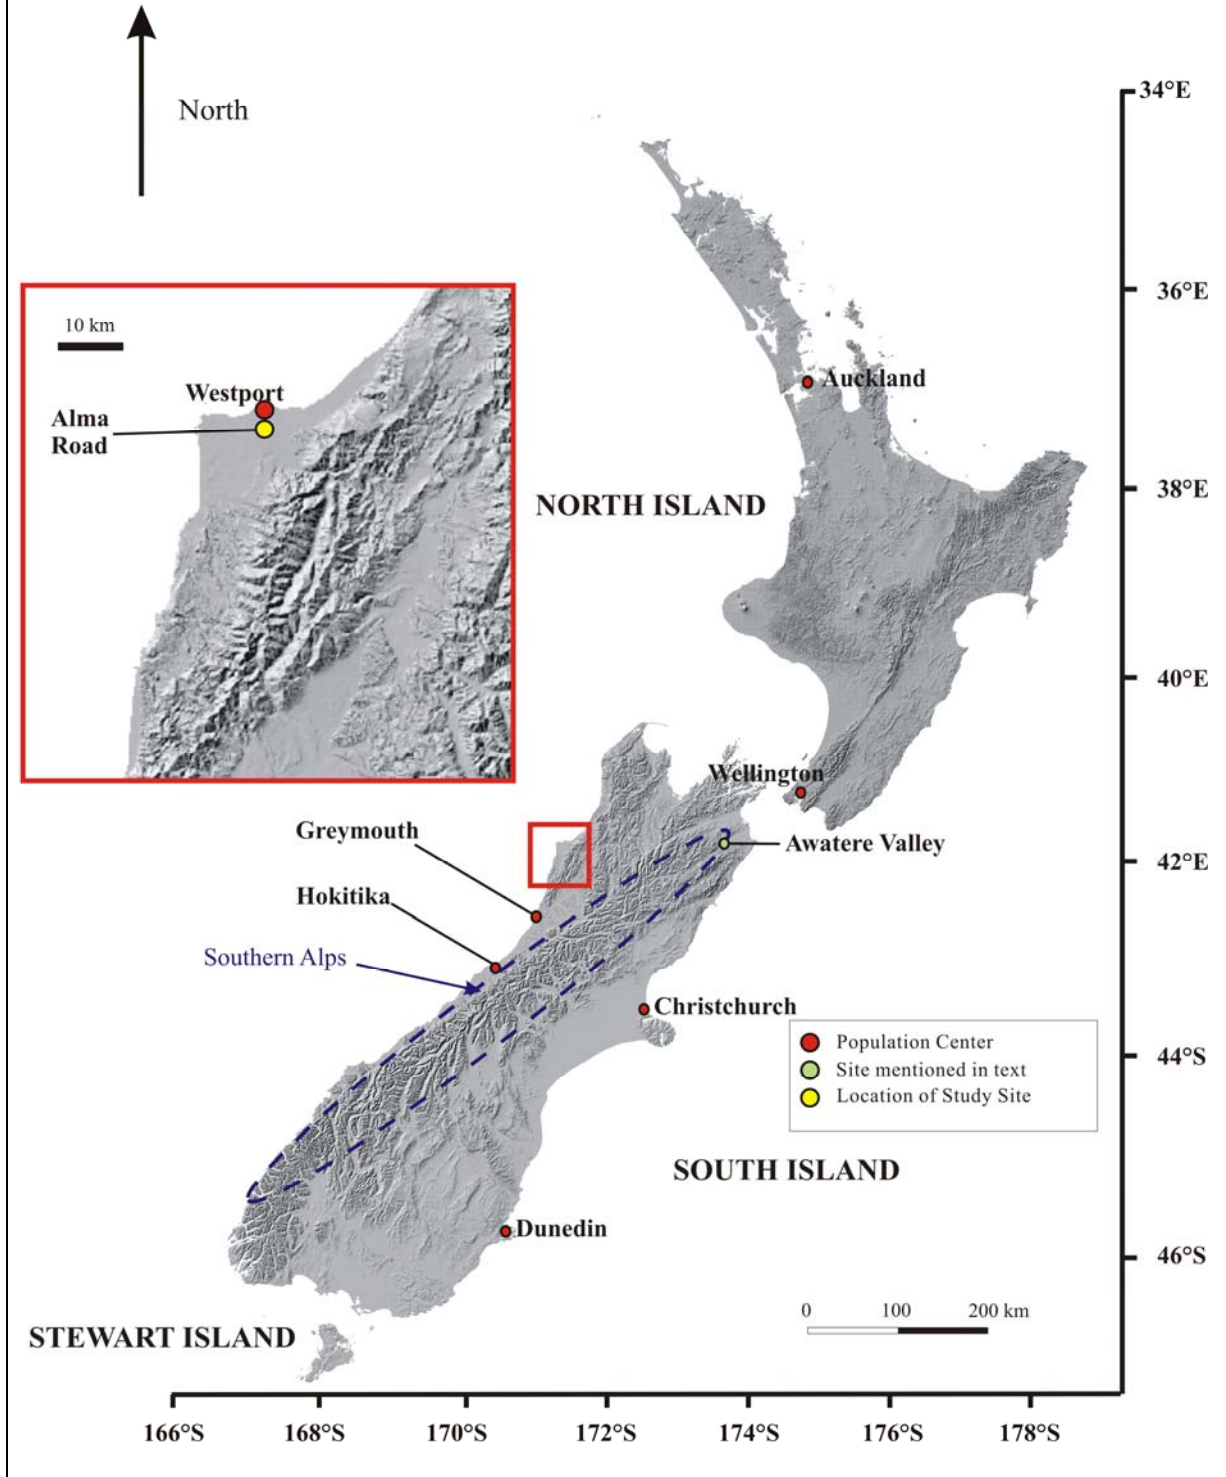 North
34°E
36°E
10 km
Westport
Alma
Road
Auckland
NORTH ISLAND
38°E
40°E
Wellington
Greymouth
Awatere Valley
42°E
Hokitika
Southern Alps
Christchurch
Population Center
Site mentioned in text
Location of Study Site
44°S
SOUTH ISLAND
Dunedin
46°S
0 100 200 km
STEWART ISLAND
166°S 168°S 170°S 172°S 174°S 176°S 178°S